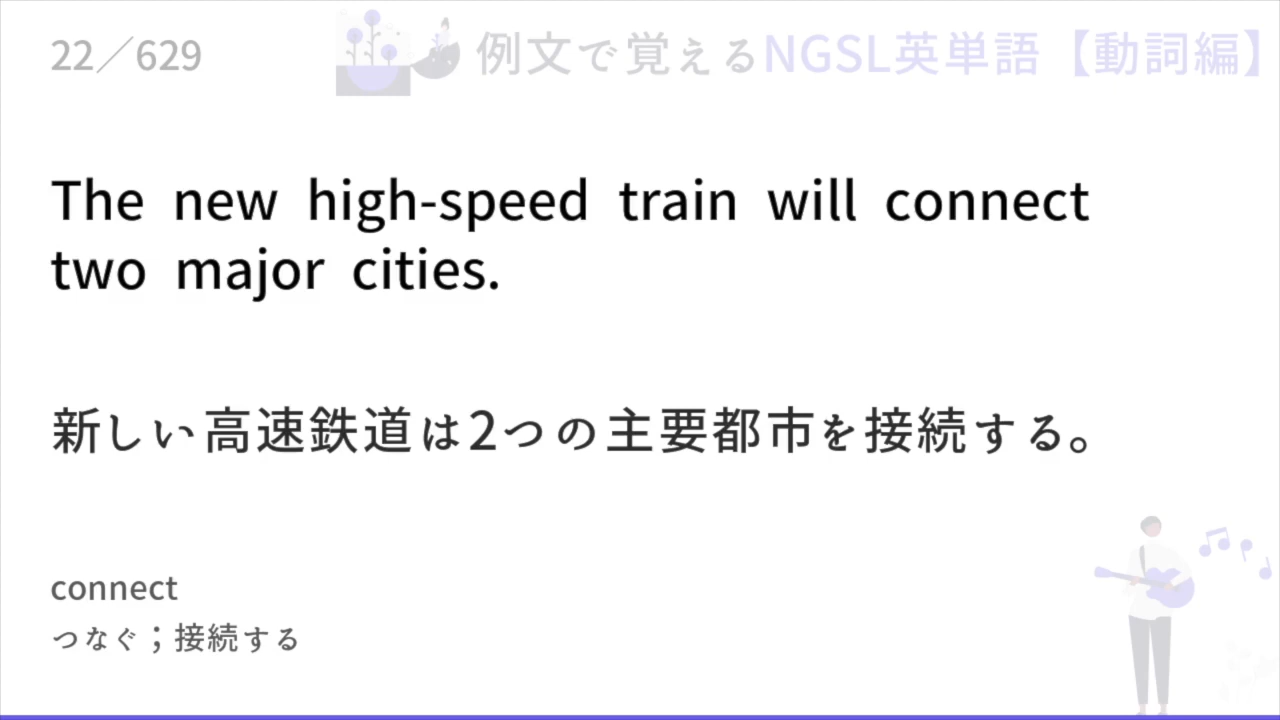 22／629
例文で覚えるNGSL英単語【動詞編】
The new high-speed train will connect
two major cities.
新しい高速鉄道は2つの主要都市を接続する。
connect
つなぐ；接続する